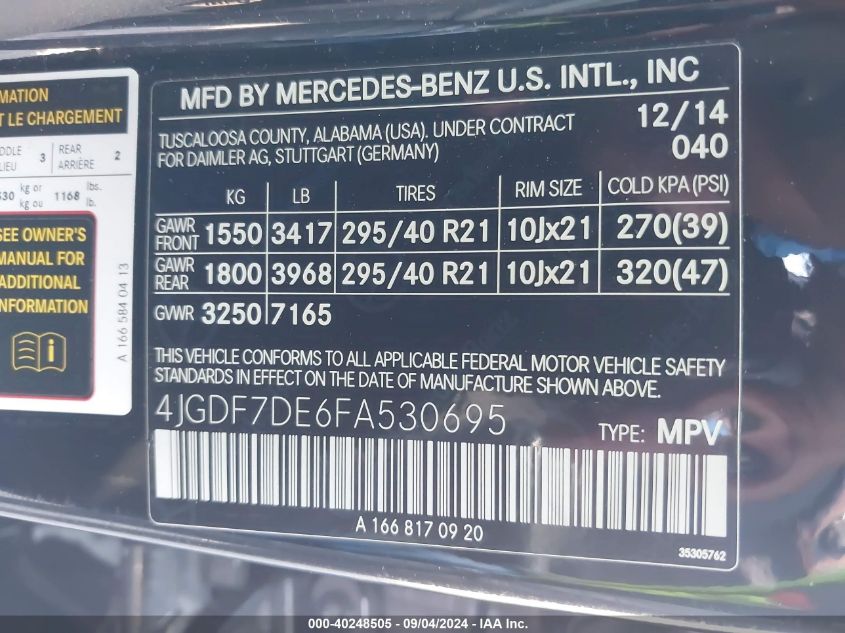 MATION
T LE CHARGEMENT
DDLE
LIEU
3
REAR
ARRIÈRE
2
530 kg or
kg ou
1168 lbs.
lb.
SEE OWNER'S
MANUAL FOR
ADDITIONAL
INFORMATION
A 166 584 04 13
MFD BY MERCEDES-BENZ U.S. INTL., INC
TUSCALOOSA COUNTY, ALABAMA (USA). UNDER CONTRACT
FOR DAIMLER AG, STUTTGART (GERMANY)
12/14
040
KG LB TIRES RIM SIZE COLD KPA (PSI)
GAWR
FRONT 1550 3417 295/40 R21 10Jx21 270(39)
GAWR
REAR 1800 3968 295/40 R21 10Jx21 320(47)
GVWR 3250 7165
THIS VEHICLE CONFORMS TO ALL APPLICABLE FEDERAL MOTOR VEHICLE SAFETY
STANDARDS IN EFFECT ON THE DATE OF MANUFACTURE SHOWN ABOVE.
4JGDF7DE6FA530695
TYPE: MPV
A 166 817 09 20
35305762
000-40248505 - 09/04/2024 - IAA Inc.